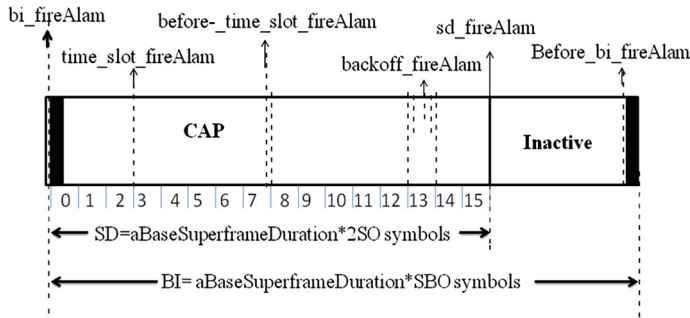 bi_fireAlam
before-_time_slot_fireAlam
sd_fireAlam
time_slot_fireAlam
backoff_fireAlam
Before_bi_fireAlam
CAP
Inactive
0 1 2 3 4 5 6 7 8 9 10 11 12 13 14 15
SD=aBaseSuperframeDuration*2SO symbols
BI= aBaseSuperframeDuration*SBO symbols